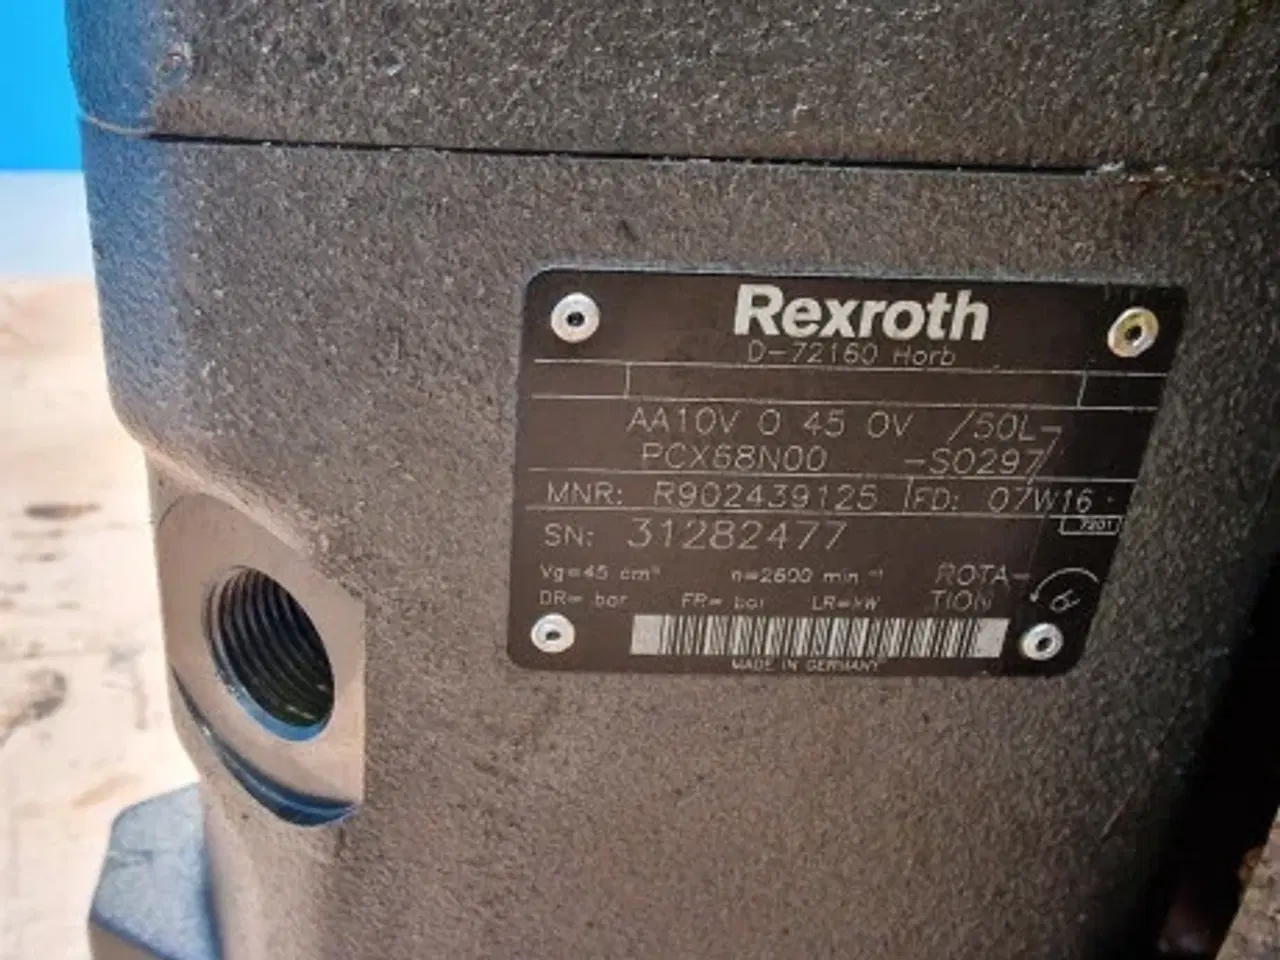 Rexroth
D-72160 Horb
AA10V O 45 OV /50L-
PCX68N00 -S0297
MNR: R902439125 FD: 07W16
7201
SN: 31282477
Vg=45 cm³ n=2600 min⁻¹ ROTA-
DR= bar FR= bar LR=kW TION
MADE IN GERMANY